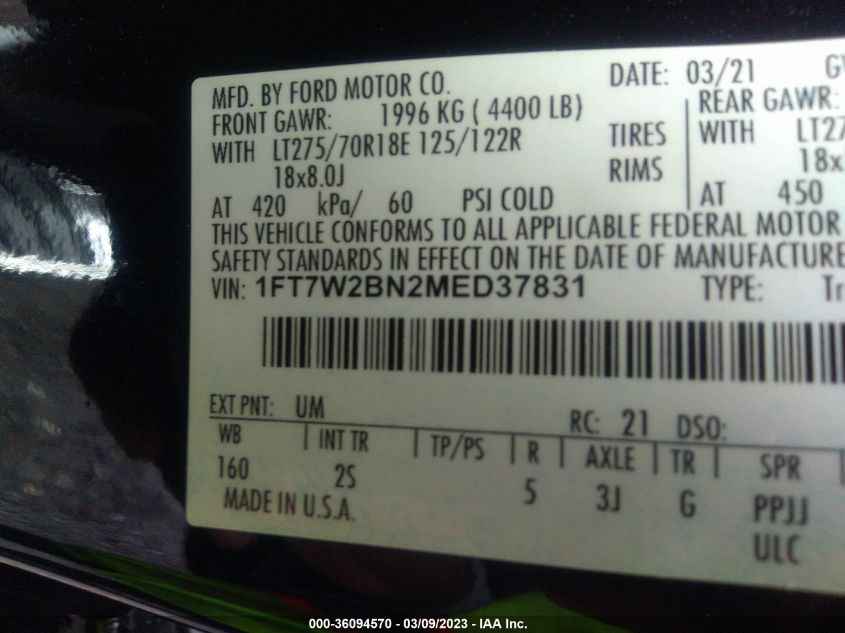 MFD. BY FORD MOTOR CO.
DATE: 03/21
FRONT GAWR: 1996 KG ( 4400 LB)
REAR GAWR:
WITH LT275/70R18E 125/122R TIRES
WITH
18x8.0J RIMS
AT 420 kPa/ 60 PSI COLD
AT 450
THIS VEHICLE CONFORMS TO ALL APPLICABLE FEDERAL MOTOR
SAFETY STANDARDS IN EFFECT ON THE DATE OF MANUFACTURE
VIN: 1FT7W2BN2MED37831 TYPE:
EXT PNT: UM RC: 21 DSO:
WB INT TR TP/PS R AXLE TR SPR
160 2S 5 3J G PPJJ
MADE IN U.S.A. ULC
000-36094570 — 03/09/2023 — IAA Inc.